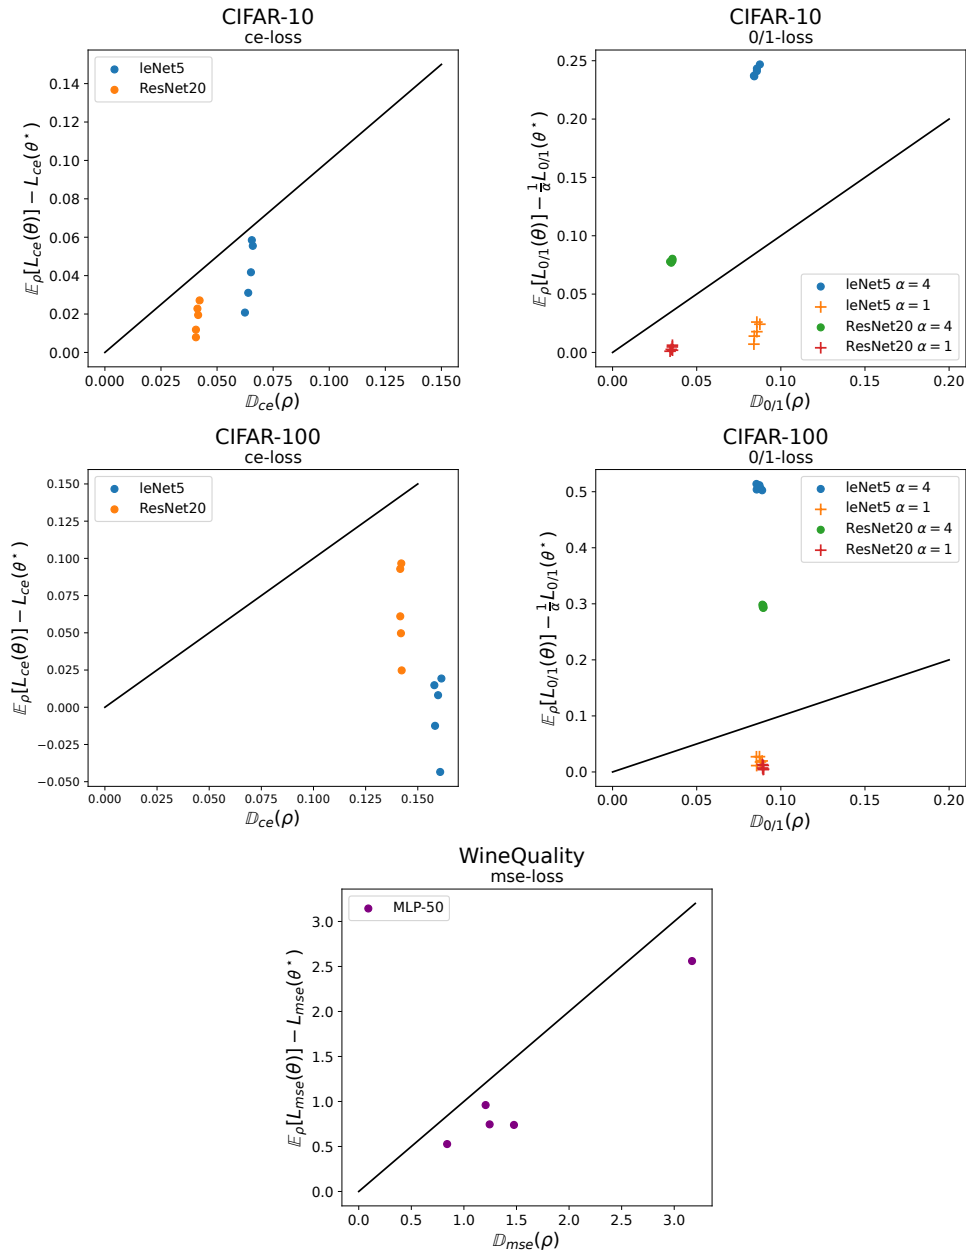 CIFAR-10
ce-loss
𝔼ρ[Lce(θ)] − Lce(θ⋆)
0.14
0.12
0.10
0.08
0.06
0.04
0.02
0.00
leNet5
ResNet20
0.000 0.025 0.050 0.075 0.100 0.125 0.150
𝔻ce(ρ)
CIFAR-10
0/1-loss
𝔼ρ[L0/1(θ)] − 1/α L0/1(θ⋆)
0.25
0.20
0.15
0.10
0.05
0.00
leNet5 α = 4
leNet5 α = 1
ResNet20 α = 4
ResNet20 α = 1
0.00 0.05 0.10 0.15 0.20
𝔻0/1(ρ)
CIFAR-100
ce-loss
𝔼ρ[Lce(θ)] − Lce(θ⋆)
0.150
0.125
0.100
0.075
0.050
0.025
0.000
−0.025
−0.050
leNet5
ResNet20
0.000 0.025 0.050 0.075 0.100 0.125 0.150
𝔻ce(ρ)
CIFAR-100
0/1-loss
𝔼ρ[L0/1(θ)] − 1/α L0/1(θ⋆)
0.5
0.4
0.3
0.2
0.1
0.0
leNet5 α = 4
leNet5 α = 1
ResNet20 α = 4
ResNet20 α = 1
0.00 0.05 0.10 0.15 0.20
𝔻0/1(ρ)
WineQuality
mse-loss
𝔼ρ[Lmse(θ)] − Lmse(θ⋆)
3.0
2.5
2.0
1.5
1.0
0.5
0.0
MLP-50
0.0 0.5 1.0 1.5 2.0 2.5 3.0
𝔻mse(ρ)